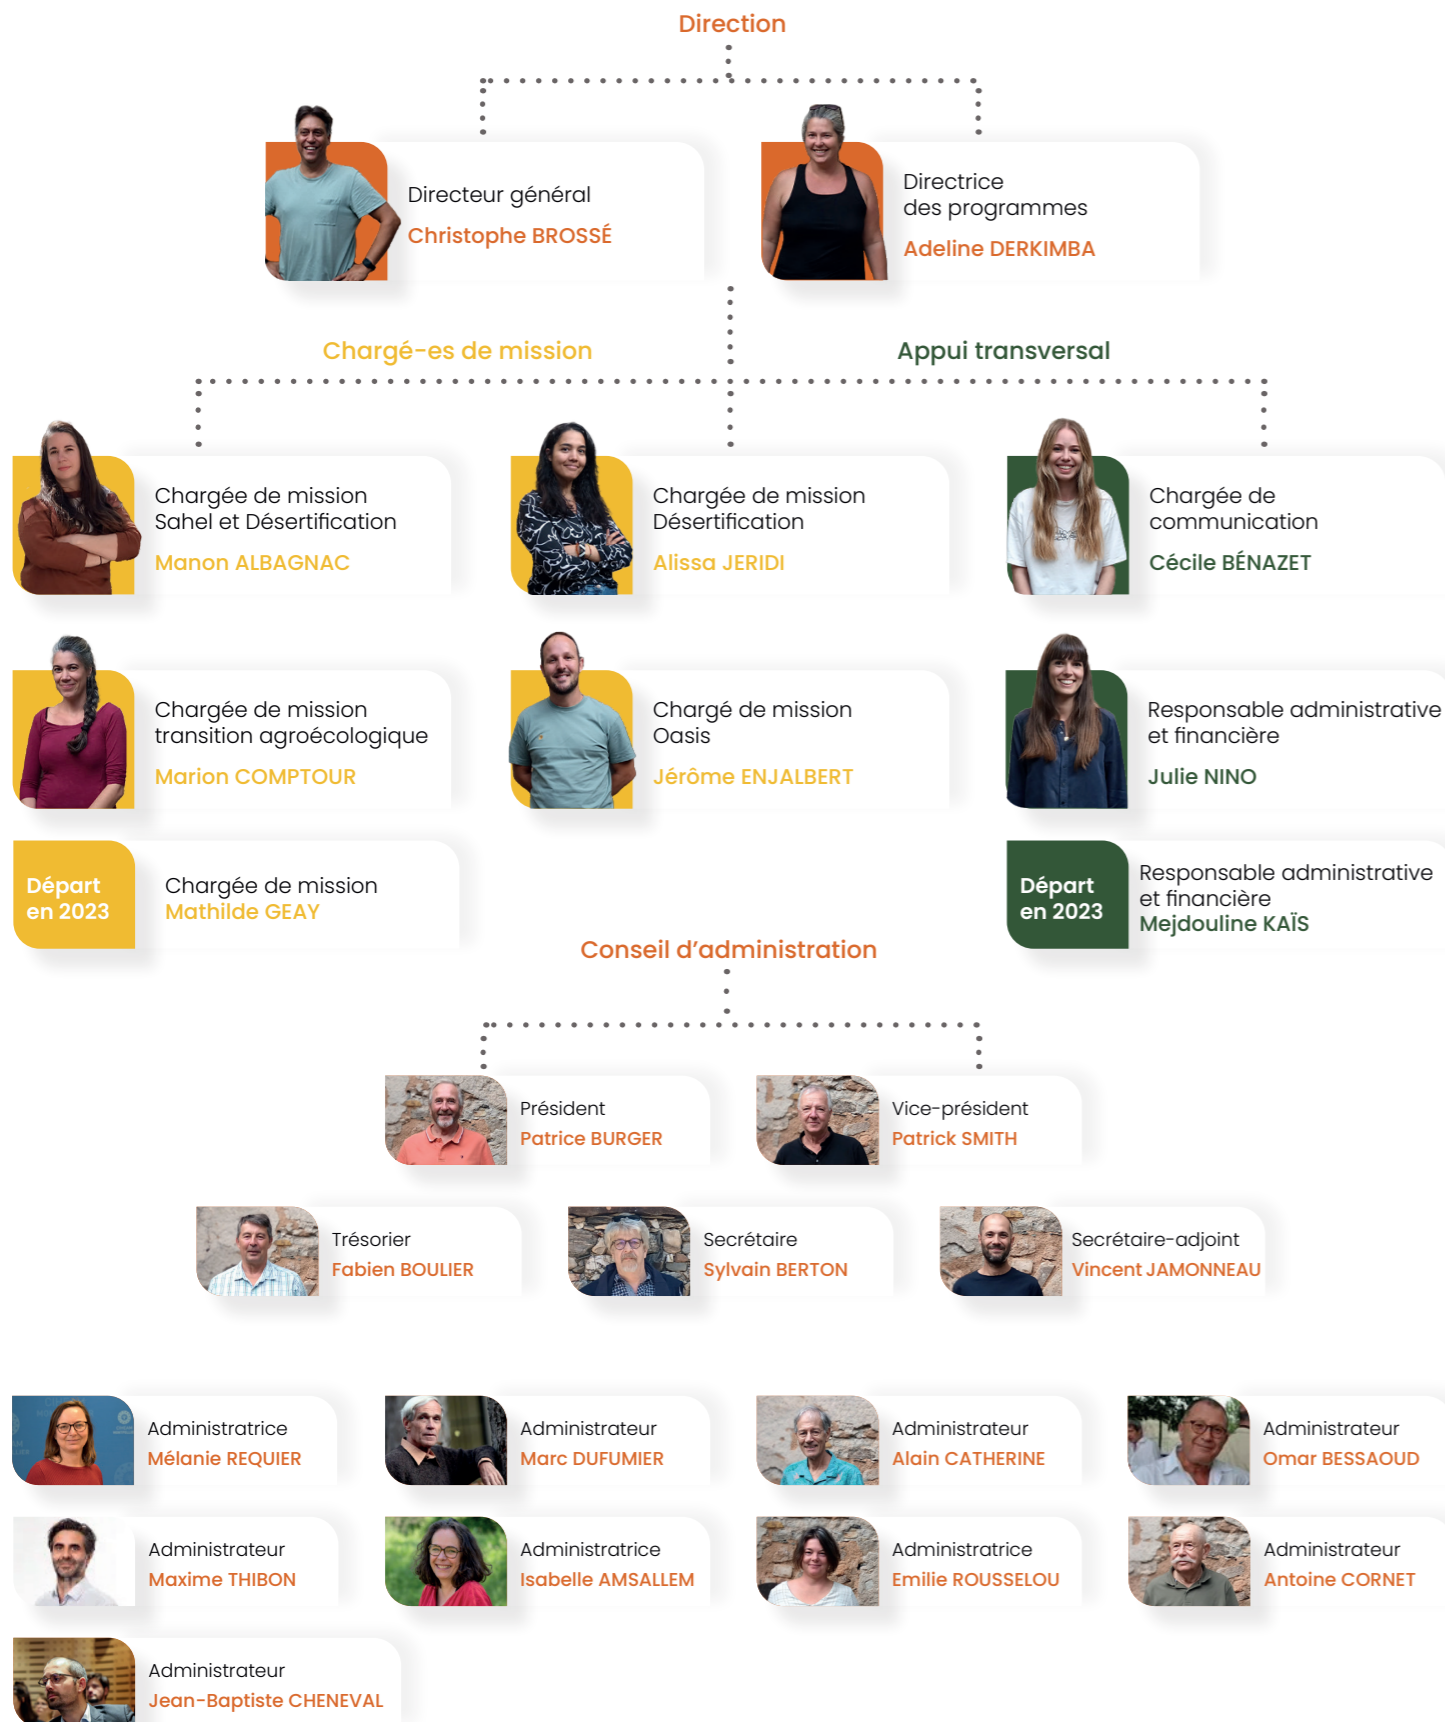 Direction
Directeur général
Christophe BROSSÉ
Directrice
des programmes
Adeline DERKIMBA
Chargé-es de mission
Appui transversal
Chargée de mission
Sahel et Désertification
Manon ALBAGNAC
Chargée de mission
Désertification
Alissa JERIDI
Chargée de
communication
Cécile BÉNAZET
Chargée de mission
transition agroécologique
Marion COMPTOUR
Chargé de mission
Oasis
Jérôme ENJALBERT
Responsable administrative
et financière
Julie NINO
Départ
en 2023
Chargée de mission
Mathilde GEAY
Départ
en 2023
Responsable administrative
et financière
Mejdouline KAÏS
Conseil d’administration
Président
Patrice BURGER
Vice-président
Patrick SMITH
Trésorier
Fabien BOULIER
Secrétaire
Sylvain BERTON
Secrétaire-adjoint
Vincent JAMONNEAU
Administratrice
Mélanie REQUIER
Administrateur
Marc DUFUMIER
Administrateur
Alain CATHERINE
Administrateur
Omar BESSAOUD
Administrateur
Maxime THIBON
Administratrice
Isabelle AMSALLEM
Administratrice
Emilie ROUSSELOU
Administrateur
Antoine CORNET
Administrateur
Jean-Baptiste CHENEVAL